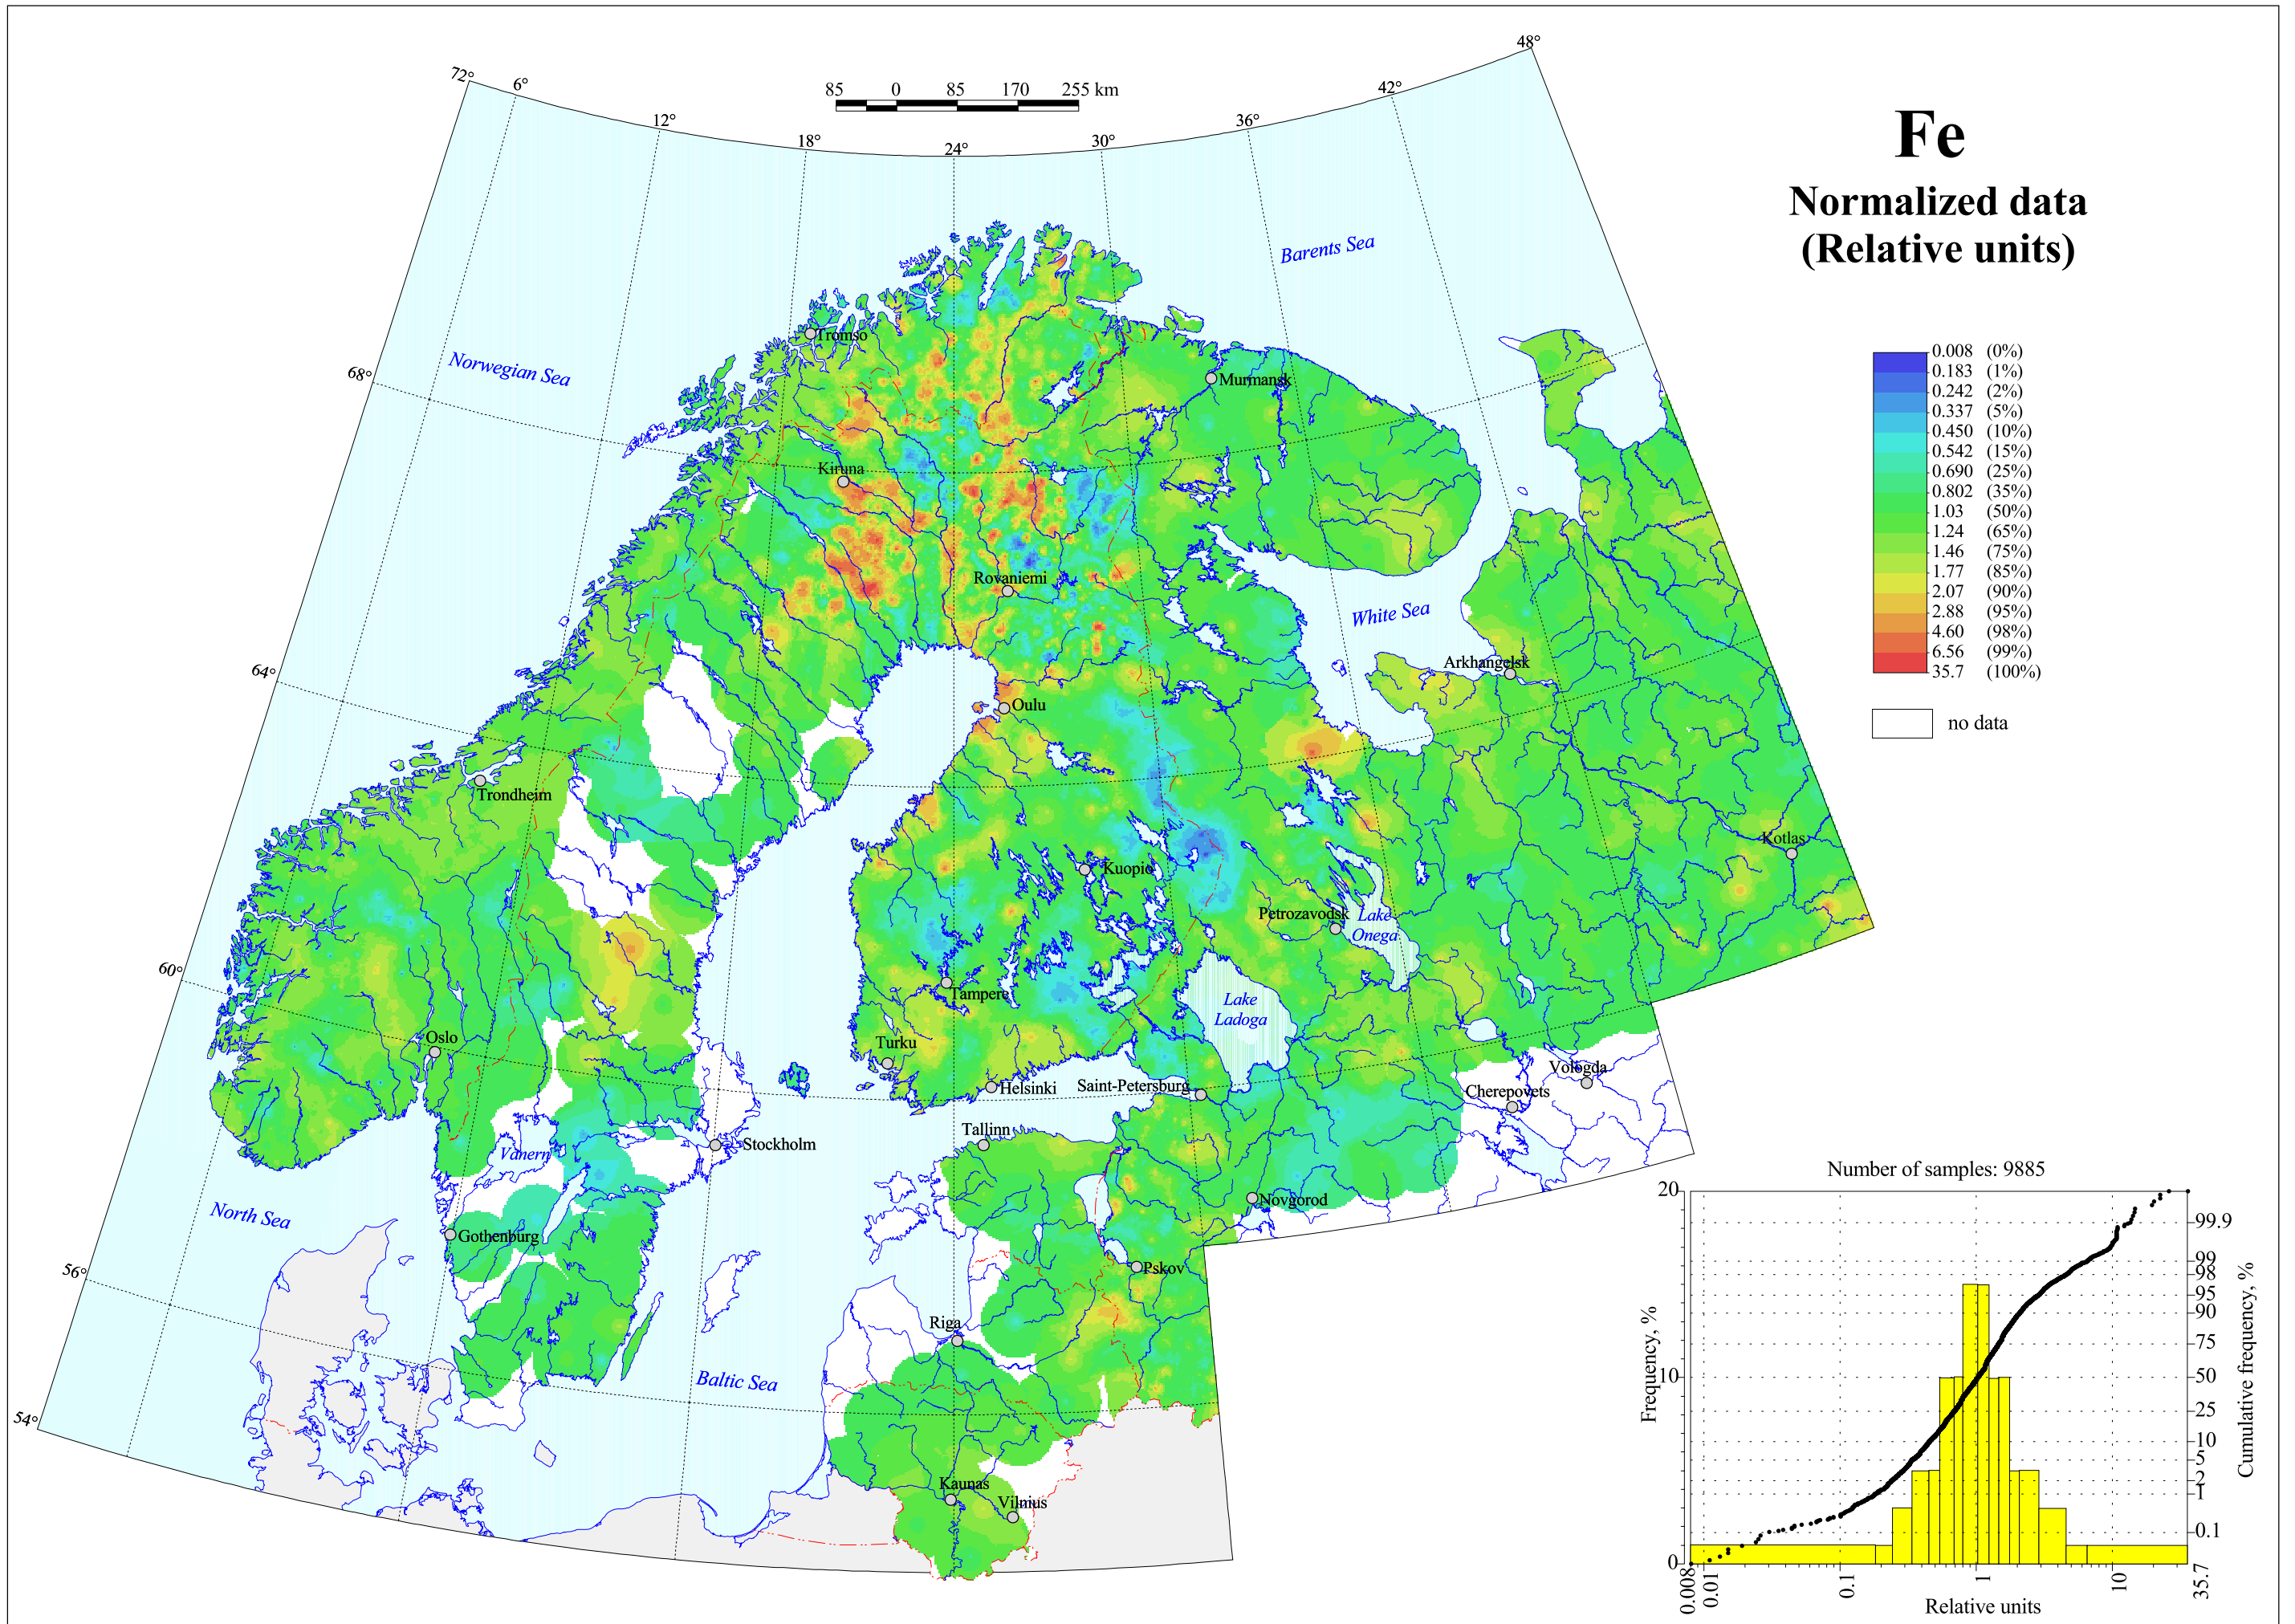 Fe
Normalized data
(Relative units)
85 0 85 170 255 km
72° 6° 12° 18° 24° 30° 36° 42° 48°
68°
64°
60°
56°
54°
Barents Sea
Norwegian Sea
Tromso
Murmansk
Kiruna
Rovaniemi
White Sea
Arkhangelsk
Oulu
Trondheim
Kotlas
Kuopio
Petrozavodsk
Lake
Onega
Tampere
Lake
Ladoga
Oslo
Turku
Helsinki
Saint-Petersburg
Vologda
Cherepovets
Tallinn
Stockholm
Vanern
Novgorod
North Sea
Gothenburg
Pskov
Riga
Baltic Sea
Kaunas
Vilnius
0.008 (0%)
0.183 (1%)
0.242 (2%)
0.337 (5%)
0.450 (10%)
0.542 (15%)
0.690 (25%)
0.802 (35%)
1.03 (50%)
1.24 (65%)
1.46 (75%)
1.77 (85%)
2.07 (90%)
2.88 (95%)
4.60 (98%)
6.56 (99%)
35.7 (100%)
no data
Number of samples: 9885
Frequency, %
20
10
0
Cumulative frequency, %
99.9
99
98
95
90
75
50
25
10
5
2
1
0.1
0.008 0.01 0.1 1 10 35.7
Relative units